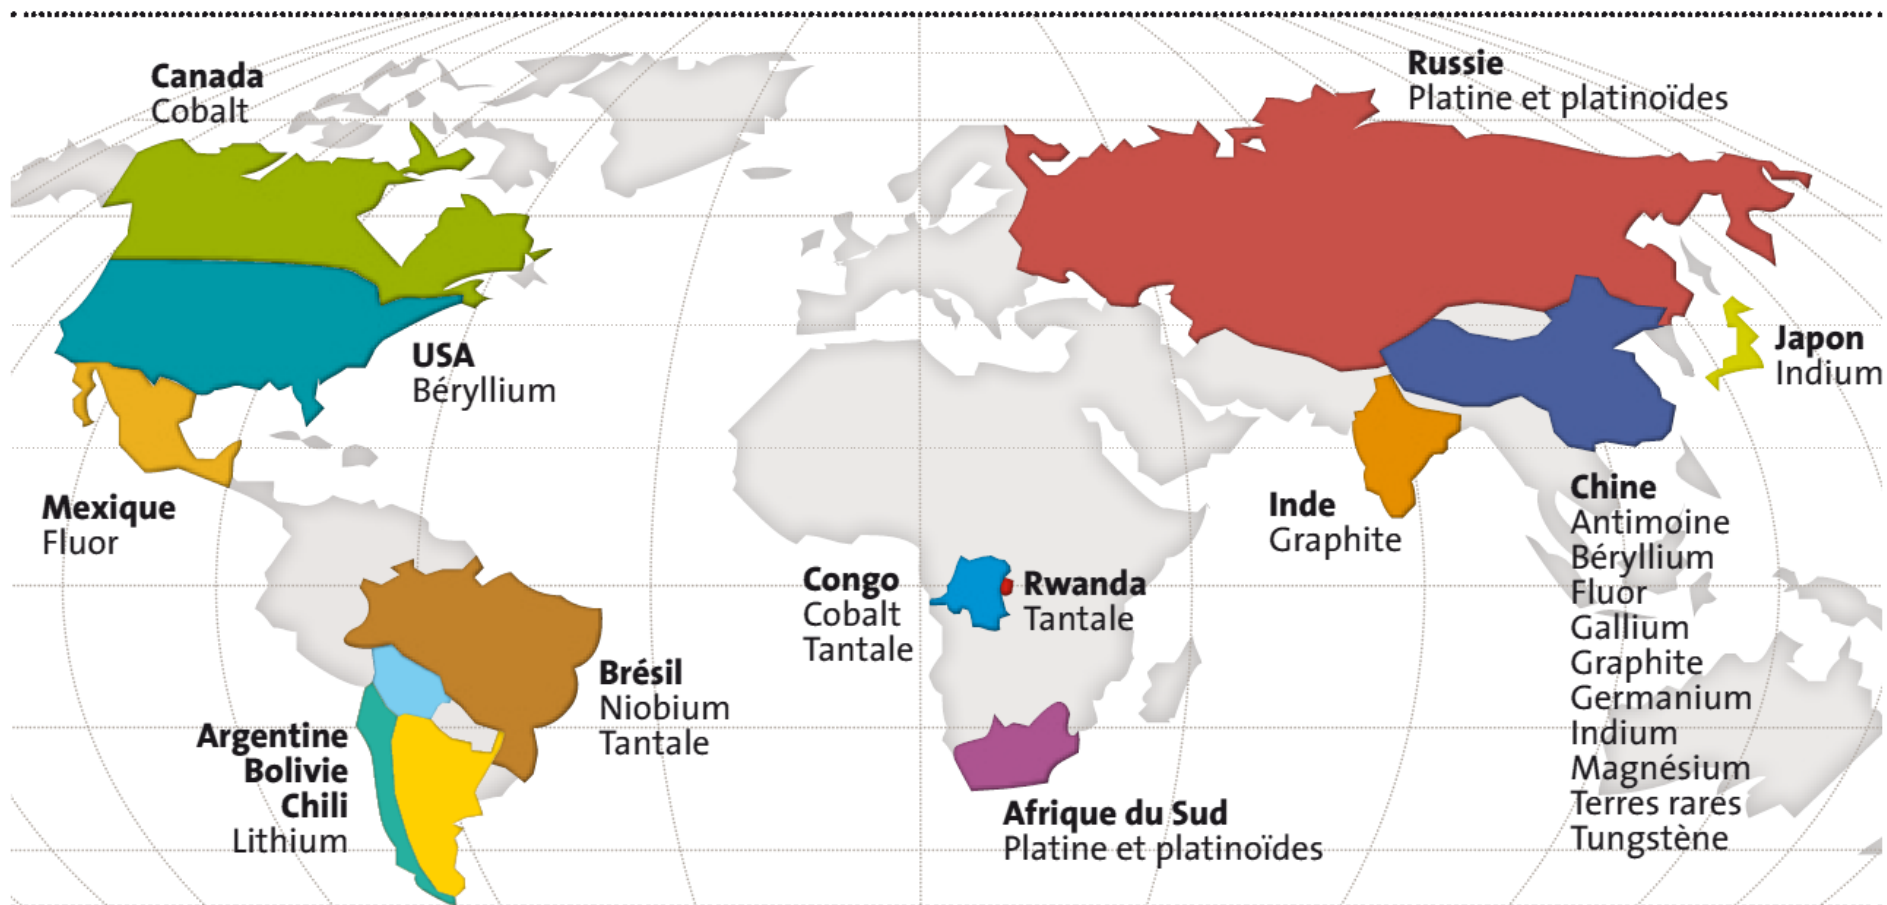 Canada
Cobalt
Russie
Platine et platinoïdes
USA
Béryllium
Japon
Indium
Mexique
Fluor
Inde
Graphite
Chine
Antimoine
Béryllium
Fluor
Gallium
Graphite
Germanium
Indium
Magnésium
Terres rares
Tungstène
Congo
Cobalt
Tantale
Rwanda
Tantale
Brésil
Niobium
Tantale
Argentine
Bolivie
Chili
Lithium
Afrique du Sud
Platine et platinoïdes